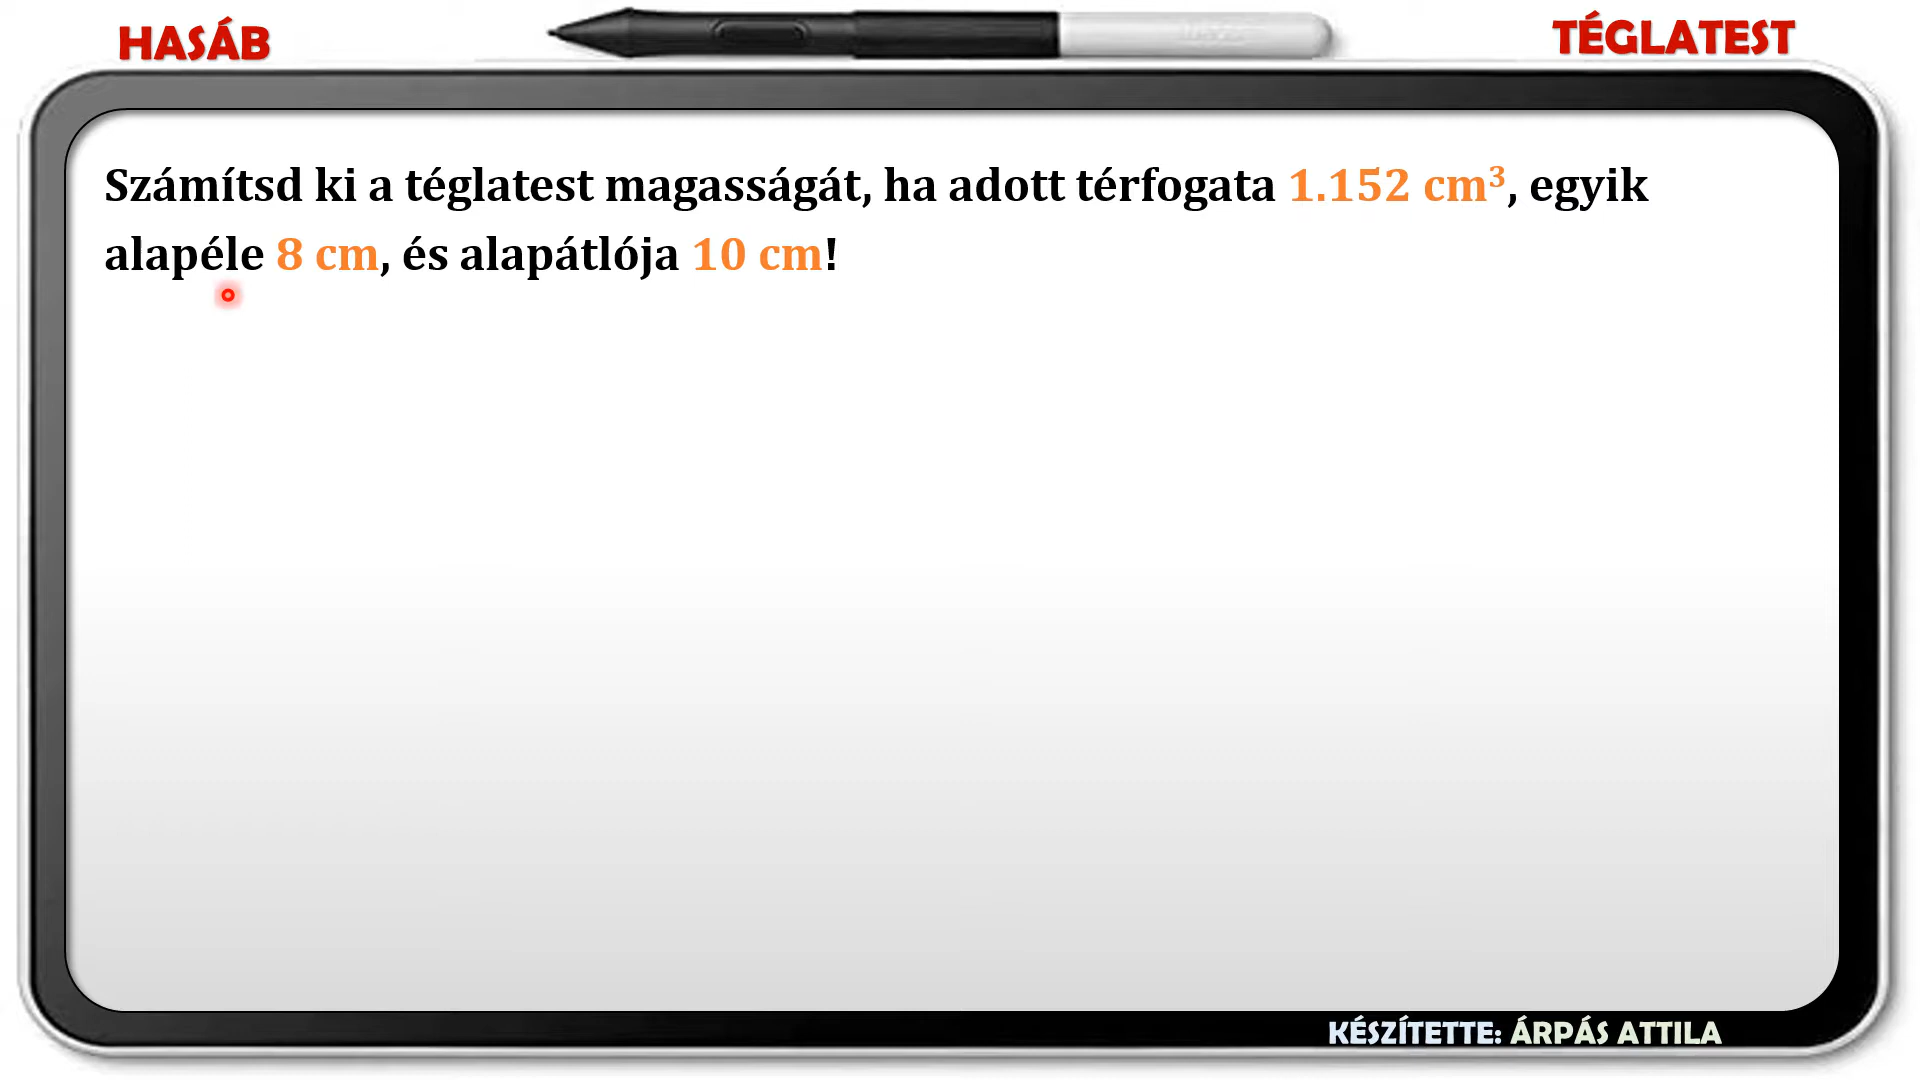 HASÁB
TÉGLATEST
Számítsd ki a téglatest magasságát, ha adott térfogata 1.152 cm³, egyik
alapéle 8 cm, és alapátlója 10 cm!
KÉSZÍTETTE: ÁRPÁS ATTILA